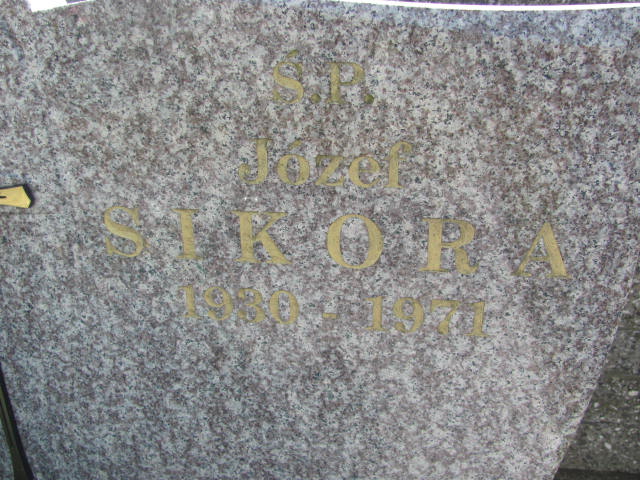 Ś.P.
Józef
SIKORA
1930 - 1971